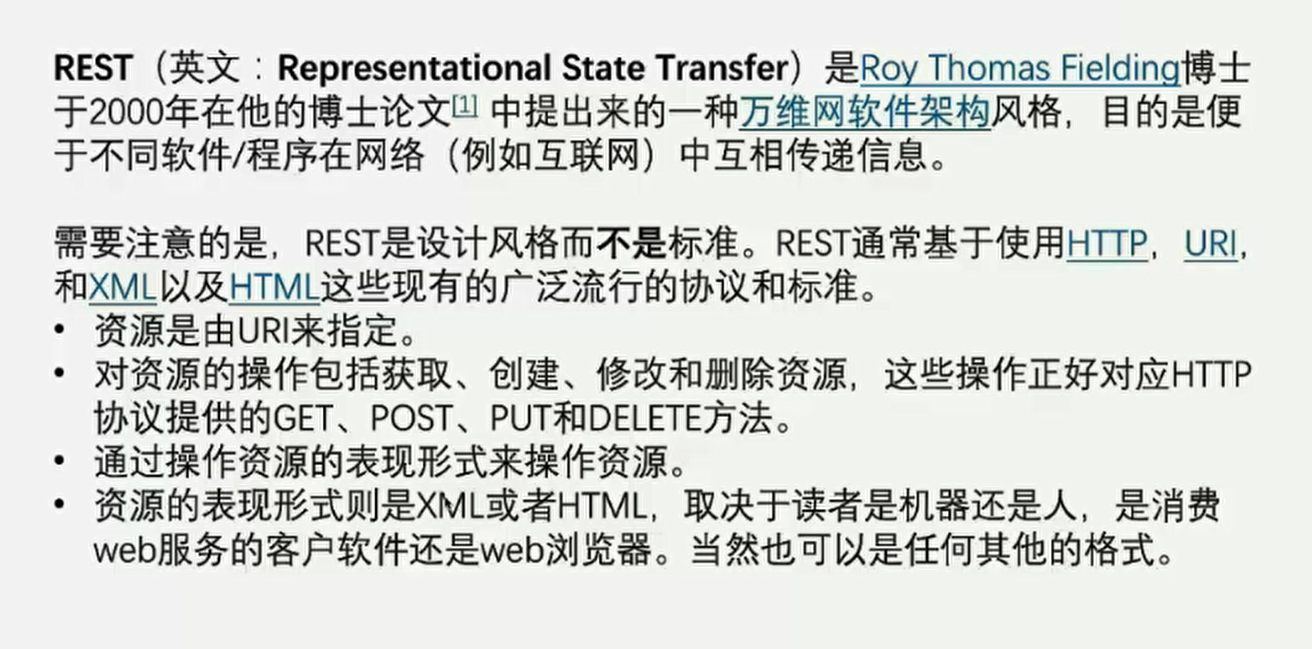 REST（英文：Representational State Transfer）是Roy Thomas Fielding博士
于2000年在他的博士论文[1] 中提出来的一种万维网软件架构风格，目的是便
于不同软件/程序在网络（例如互联网）中互相传递信息。
需要注意的是，REST是设计风格而不是标准。REST通常基于使用HTTP，URI，
和XML以及HTML这些现有的广泛流行的协议和标准。
• 资源是由URI来指定。
• 对资源的操作包括获取、创建、修改和删除资源，这些操作正好对应HTTP
协议提供的GET、POST、PUT和DELETE方法。
• 通过操作资源的表现形式来操作资源。
• 资源的表现形式则是XML或者HTML，取决于读者是机器还是人，是消费
web服务的客户软件还是web浏览器。当然也可以是任何其他的格式。